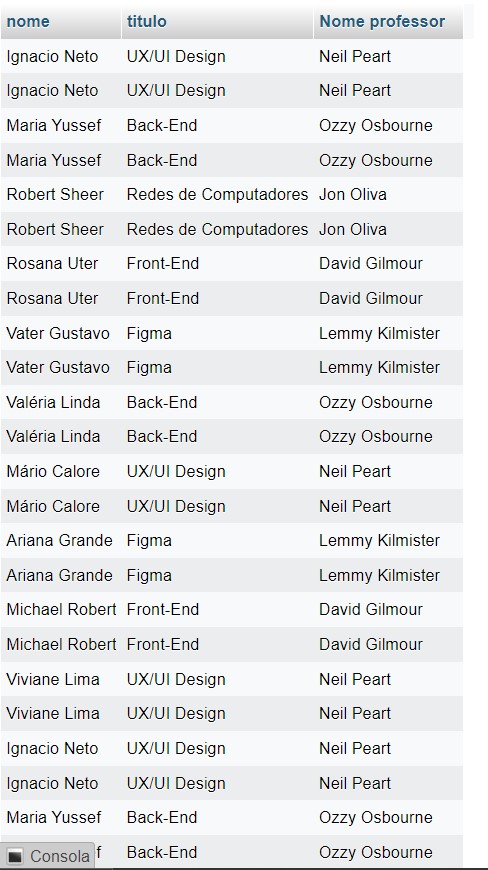 nome titulo Nome professor
Ignacio Neto UX/UI Design Neil Peart
Ignacio Neto UX/UI Design Neil Peart
Maria Yussef Back-End Ozzy Osbourne
Maria Yussef Back-End Ozzy Osbourne
Robert Sheer Redes de Computadores Jon Oliva
Robert Sheer Redes de Computadores Jon Oliva
Rosana Uter Front-End David Gilmour
Rosana Uter Front-End David Gilmour
Vater Gustavo Figma Lemmy Kilmister
Vater Gustavo Figma Lemmy Kilmister
Valéria Linda Back-End Ozzy Osbourne
Valéria Linda Back-End Ozzy Osbourne
Mário Calore UX/UI Design Neil Peart
Mário Calore UX/UI Design Neil Peart
Ariana Grande Figma Lemmy Kilmister
Ariana Grande Figma Lemmy Kilmister
Michael Robert Front-End David Gilmour
Michael Robert Front-End David Gilmour
Viviane Lima UX/UI Design Neil Peart
Viviane Lima UX/UI Design Neil Peart
Ignacio Neto UX/UI Design Neil Peart
Ignacio Neto UX/UI Design Neil Peart
Maria Yussef Back-End Ozzy Osbourne
Consola f Back-End Ozzy Osbourne